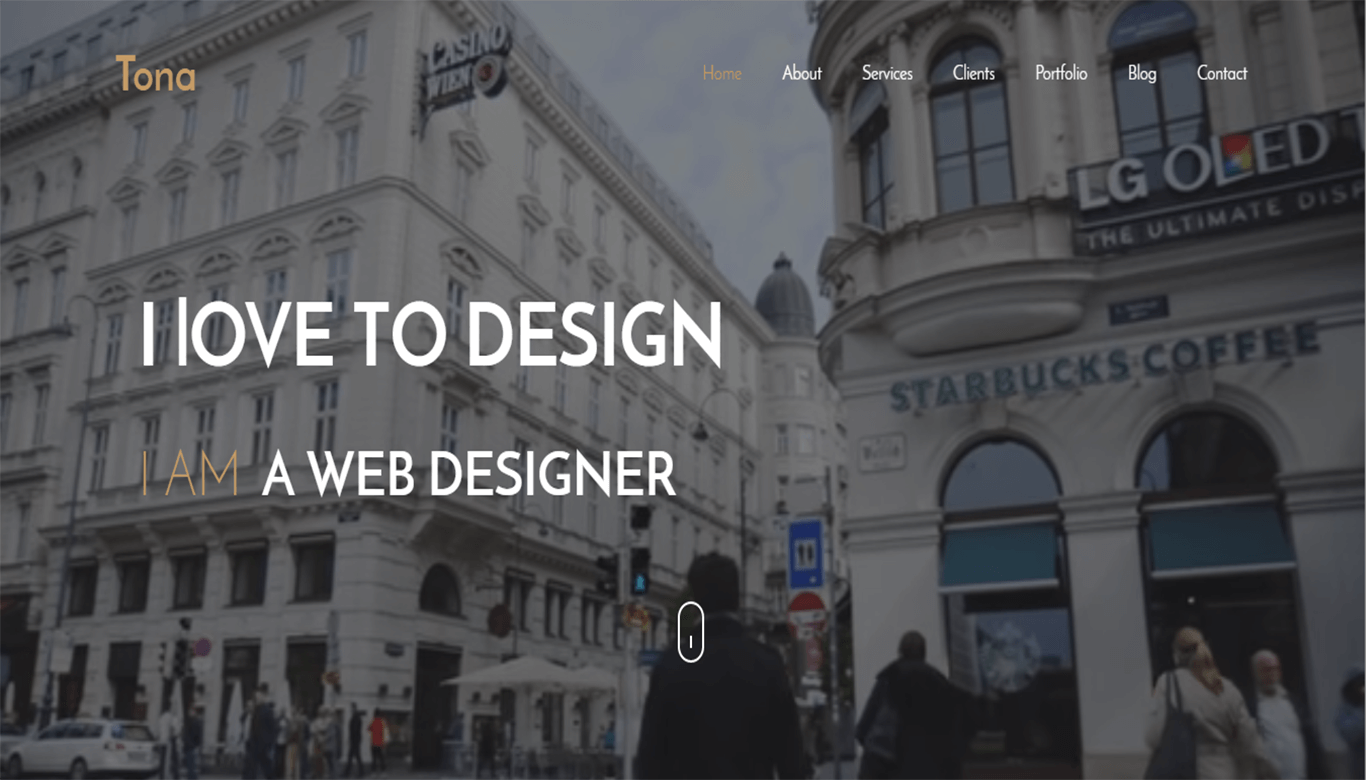 Tona
Home About Services Clients Portfolio Blog Contact
CASINO
WIEN
LG OLED T
THE ULTIMATE DISP
I lOVE TO DESIGN
STARBUCKS COFFEE
I AM A WEB DESIGNER